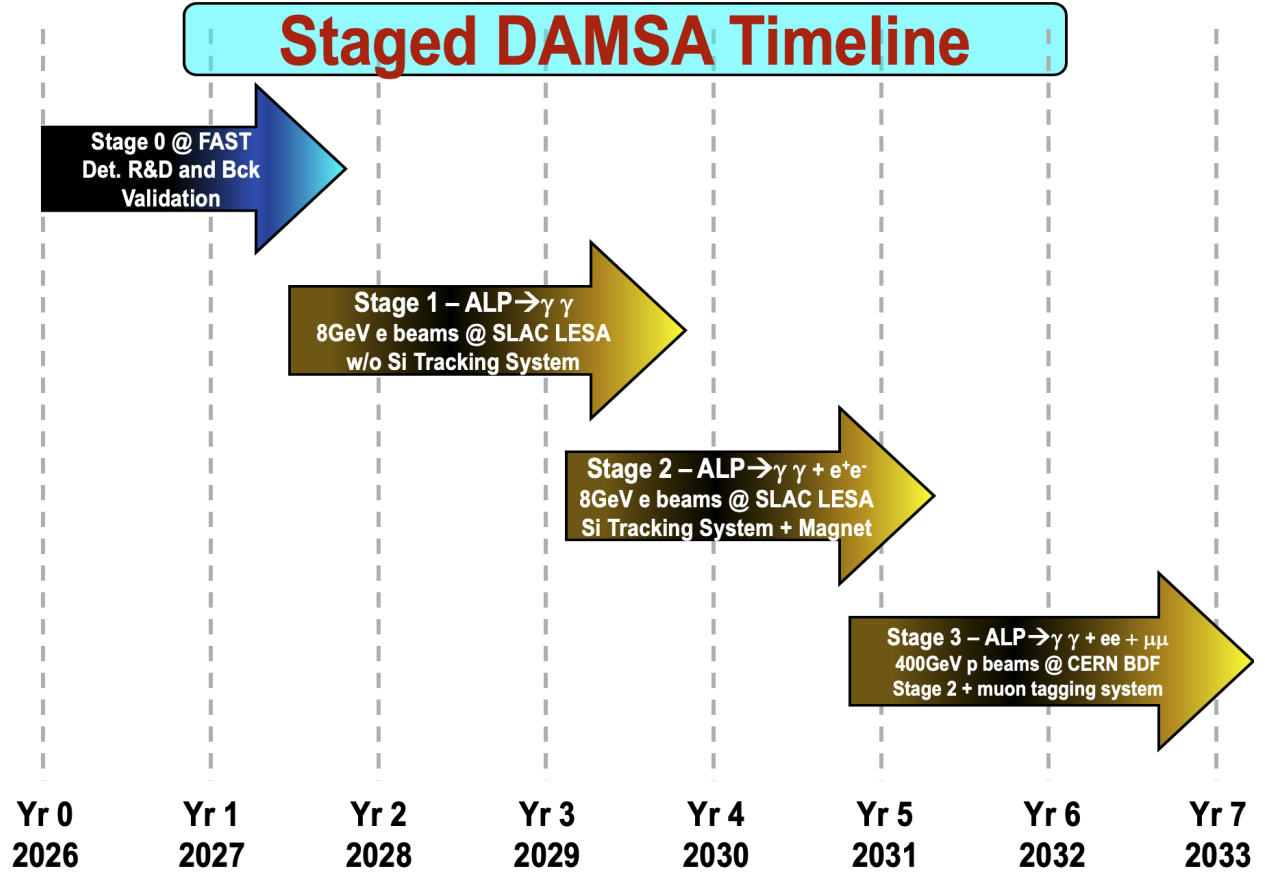 Staged DAMSA Timeline
Stage 0 @ FAST
Det. R&D and Bck
Validation
Stage 1 – ALP→γ γ
8GeV e beams @ SLAC LESA
w/o Si Tracking System
Stage 2 – ALP→γ γ + e⁺e⁻
8GeV e beams @ SLAC LESA
Si Tracking System + Magnet
Stage 3 – ALP→γ γ + ee + μμ
400GeV p beams @ CERN BDF
Stage 2 + muon tagging system
Yr 0 Yr 1 Yr 2 Yr 3 Yr 4 Yr 5 Yr 6 Yr 7
2026 2027 2028 2029 2030 2031 2032 2033